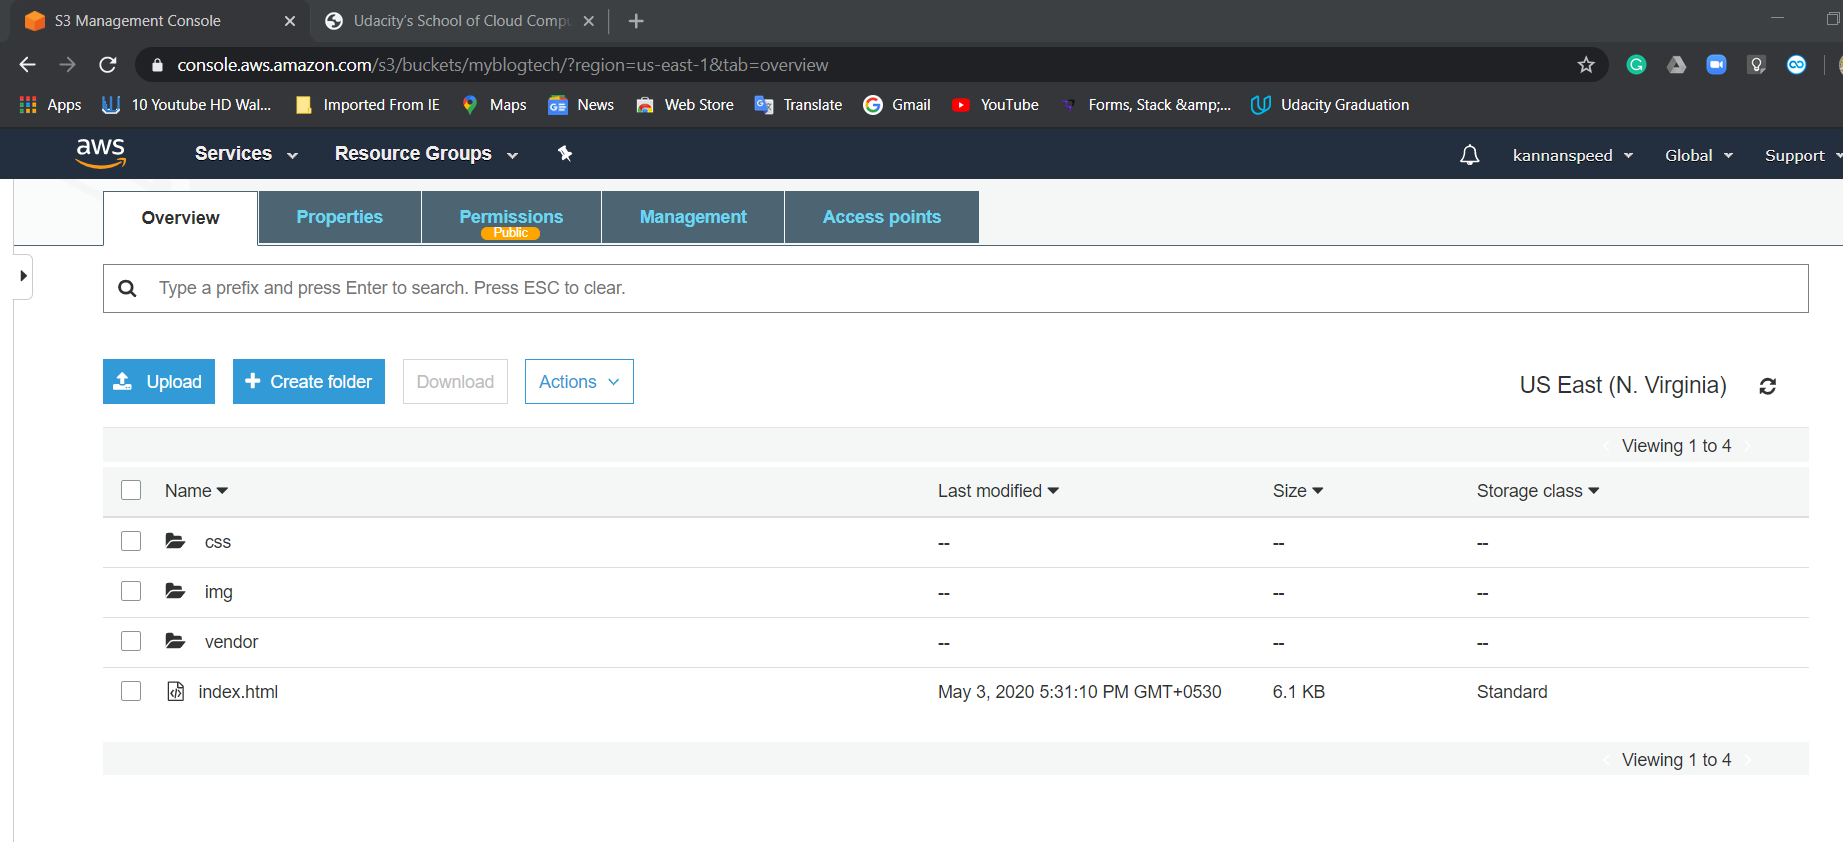 S3 Management Console
Udacity's School of Cloud Comp
console.aws.amazon.com/s3/buckets/myblogtech/?region=us-east-1&tab=overview
Apps 10 Youtube HD Wal... Imported From IE Maps News Web Store Translate Gmail YouTube Forms, Stack &amp;... Udacity Graduation
aws Services Resource Groups kannanspeed Global Support
Overview Properties Permissions Management Access points
Public
Type a prefix and press Enter to search. Press ESC to clear.
Upload Create folder Download Actions US East (N. Virginia)
Viewing 1 to 4
Name Last modified Size Storage class
css -- -- --
img -- -- --
vendor -- -- --
index.html May 3, 2020 5:31:10 PM GMT+0530 6.1 KB Standard
Viewing 1 to 4